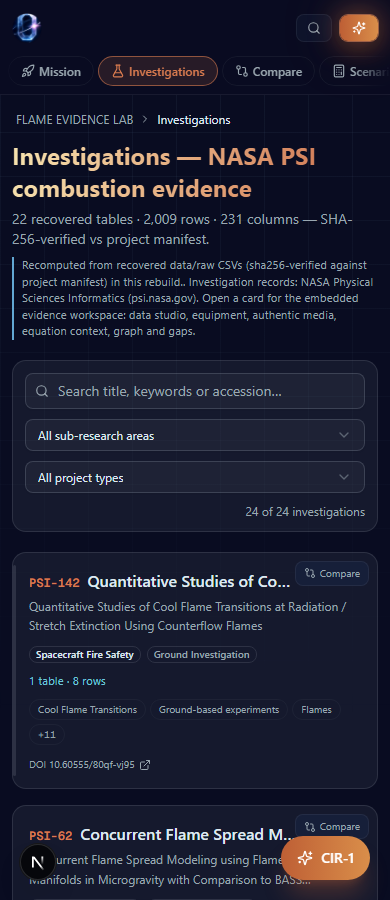 Mission
Investigations
Compare
Scenar
FLAME EVIDENCE LAB
Investigations
Investigations — NASA PSI
combustion evidence
22 recovered tables · 2,009 rows · 231 columns — SHA-
256-verified vs project manifest.
Recomputed from recovered data/raw CSVs (sha256-verified against
project manifest) in this rebuild.. Investigation records: NASA Physical
Sciences Informatics (psi.nasa.gov). Open a card for the embedded
evidence workspace: data studio, equipment, authentic media,
equation context, graph and gaps.
Search title, keywords or accession...
All sub-research areas
All project types
24 of 24 investigations
PSI-142 Quantitative Studies of Co...
Compare
Quantitative Studies of Cool Flame Transitions at Radiation /
Stretch Extinction Using Counterflow Flames
Spacecraft Fire Safety
Ground Investigation
1 table · 8 rows
Cool Flame Transitions
Ground-based experiments
Flames
+11
DOI 10.60555/80qf-vj95
PSI-62 Concurrent Flame Spread M...
Compare
urrent Flame Spread Modeling using Flame
Manifolds in Microgravity with Comparison to BASS...
N
CIR-1